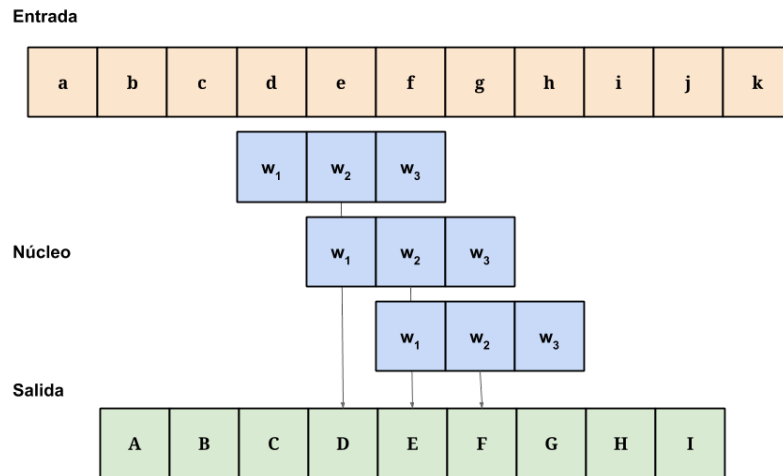 Entrada
a b c d e f g h i j k
w₁ w₂ w₃
Núcleo
w₁ w₂ w₃
w₁ w₂ w₃
Salida
A B C D E F G H I